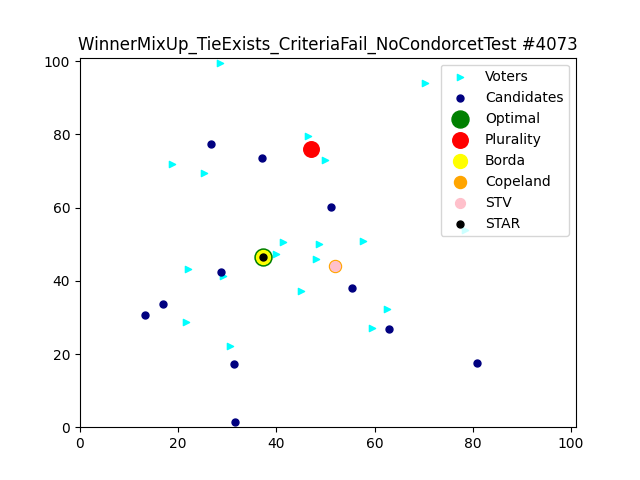 WinnerMixUp_TieExists_CriteriaFail_NoCondorcetTest #4073
Voters
Candidates
Optimal
Plurality
Borda
Copeland
STV
STAR
100
80
60
40
20
0
0 20 40 60 80 100